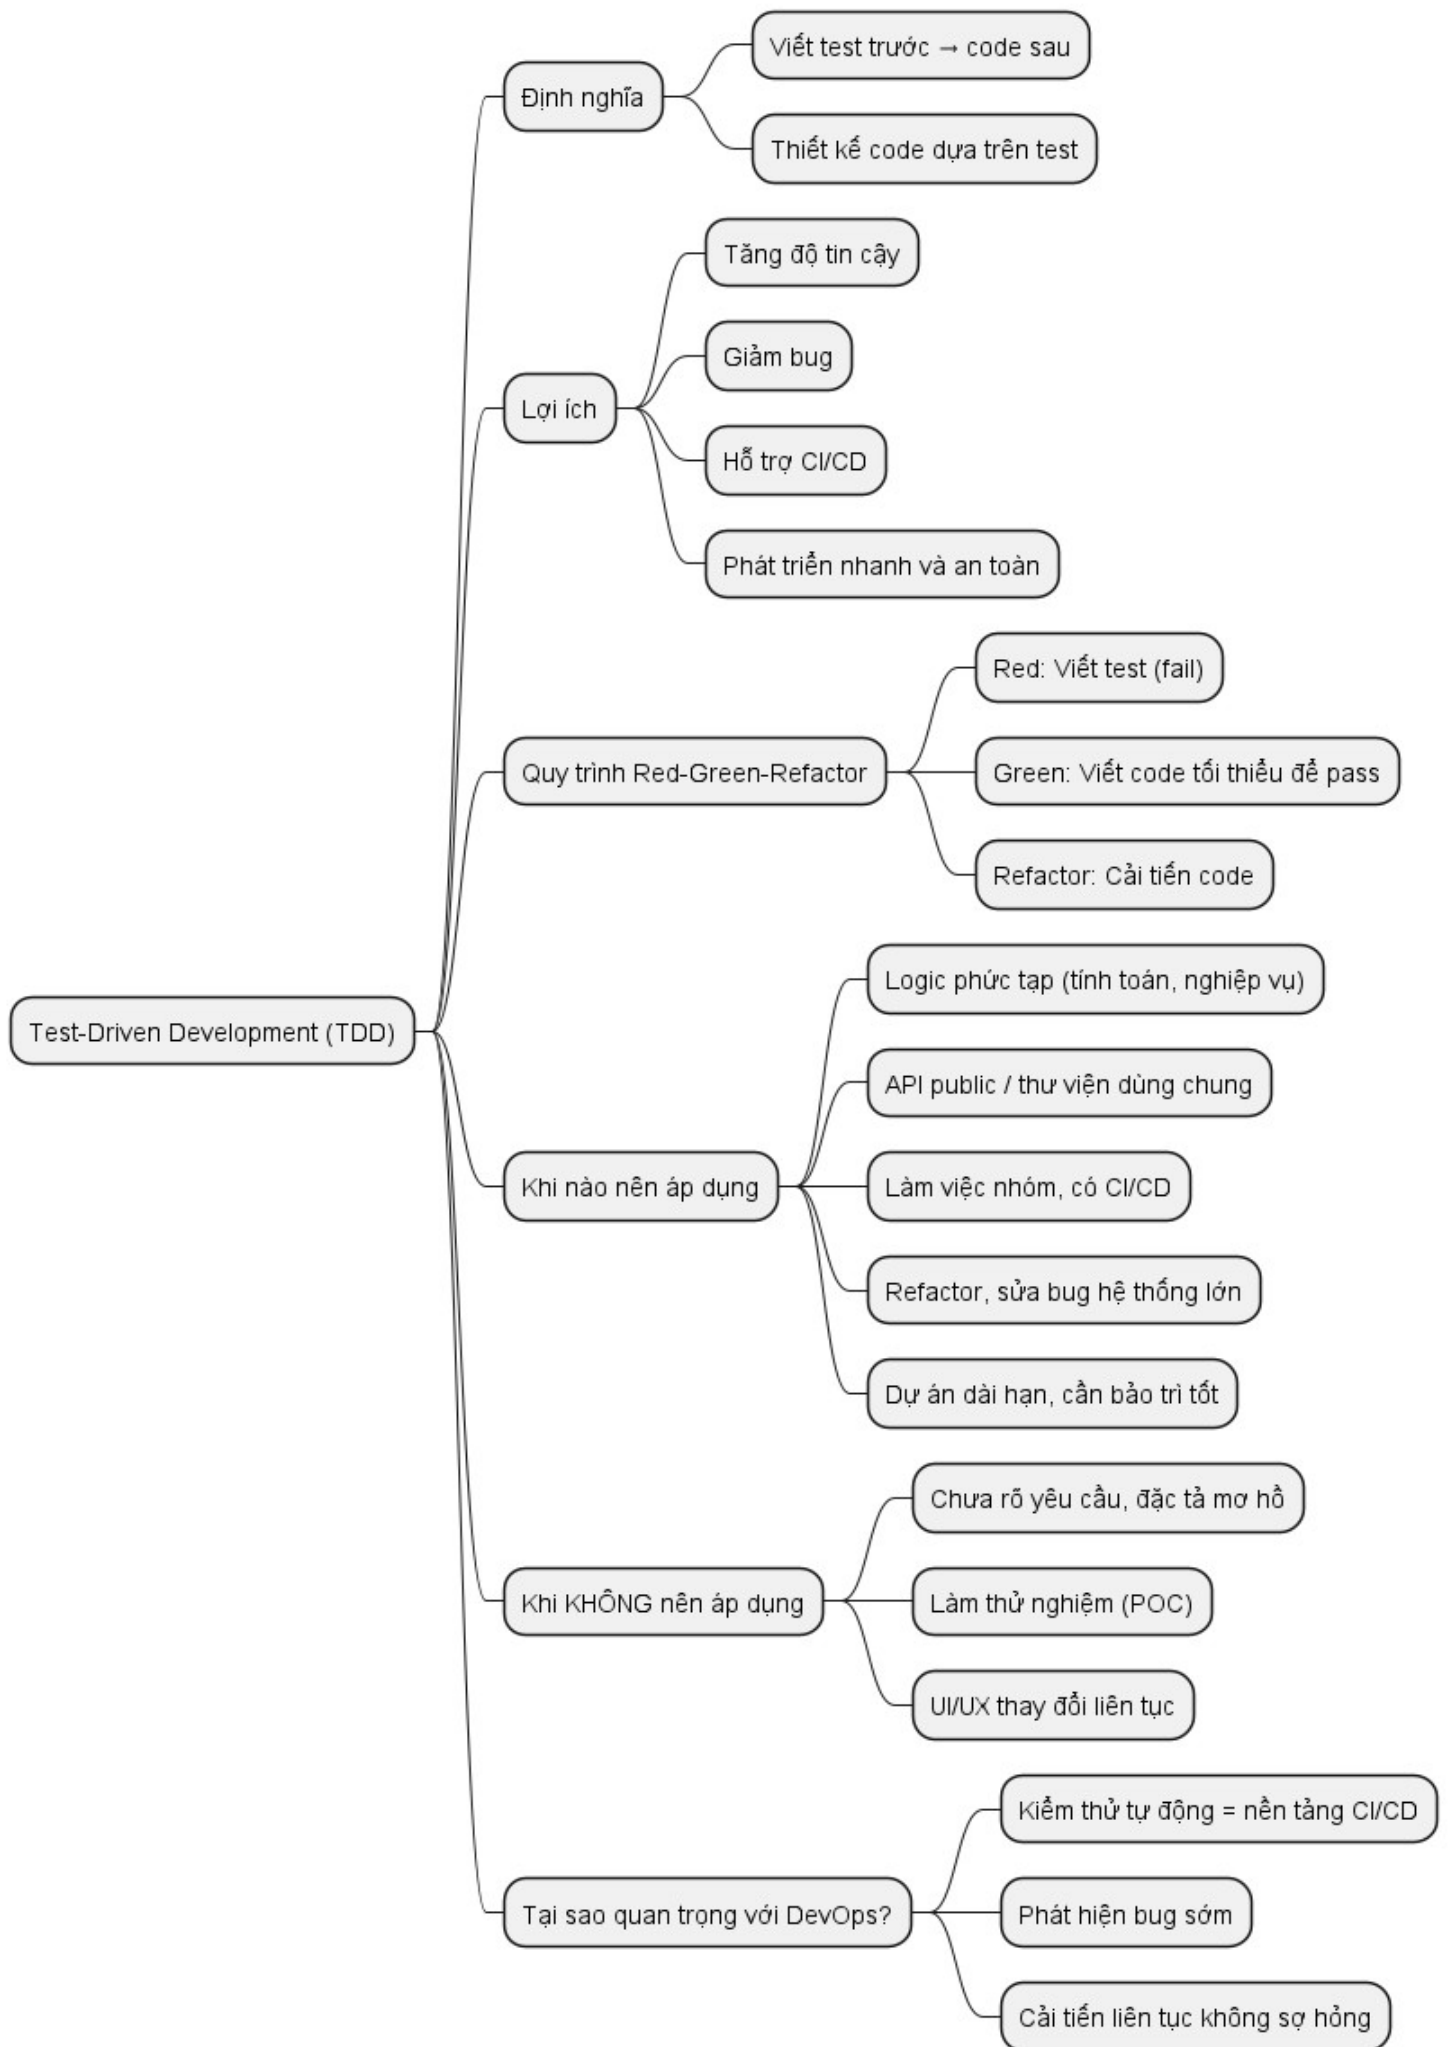 Viết test trước → code sau
Định nghĩa
Thiết kế code dựa trên test
Tăng độ tin cậy
Giảm bug
Lợi ích
Hỗ trợ CI/CD
Phát triển nhanh và an toàn
Red: Viết test (fail)
Quy trình Red-Green-Refactor
Green: Viết code tối thiểu để pass
Refactor: Cải tiến code
Test-Driven Development (TDD)
Logic phức tạp (tính toán, nghiệp vụ)
API public / thư viện dùng chung
Khi nào nên áp dụng
Làm việc nhóm, có CI/CD
Refactor, sửa bug hệ thống lớn
Dự án dài hạn, cần bảo trì tốt
Chưa rõ yêu cầu, đặc tả mơ hồ
Khi KHÔNG nên áp dụng
Làm thử nghiệm (POC)
UI/UX thay đổi liên tục
Kiểm thử tự động = nền tảng CI/CD
Tại sao quan trọng với DevOps?
Phát hiện bug sớm
Cải tiến liên tục không sợ hỏng